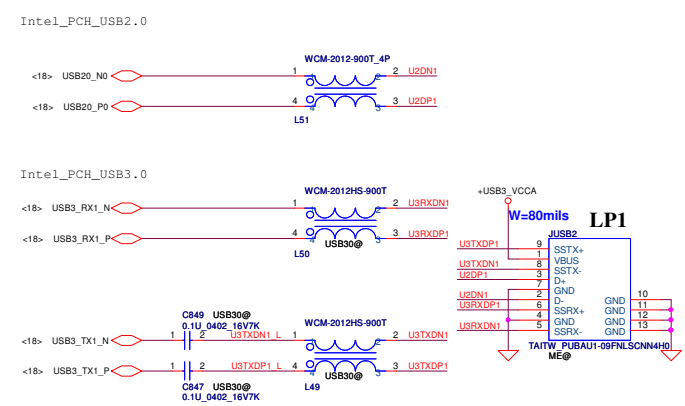 Intel_PCH_USB2.0
WCM-2012-900T_4P
<18> USB20_N0 1 2 U2DN1
<18> USB20_P0 4 3 U2DP1
L51
Intel_PCH_USB3.0
WCM-2012HS-900T
<18> USB3_RX1_N 1 2 U3RXDN1
<18> USB3_RX1_P 4 3 U3RXDP1
USB30@
L50
C849 USB30@
0.1U_0402_16V7K
WCM-2012HS-900T
<18> USB3_TX1_N 1 2 U3TXDN1_L 1 2 U3TXDN1
<18> USB3_TX1_P 1 2 U3TXDP1_L 4 3 U3TXDP1
USB30@
C847 USB30@
0.1U_0402_16V7K
L49
+USB3_VCCA
W=80mils
LP1
JUSB2
U3TXDP1 9 SSTX+
1 VBUS
U3TXDN1 8 SSTX-
U2DP1 3 D+
7 GND
U2DN1 2 D- GND 10
U3RXDP1 6 SSRX+ GND 11
4 GND GND 12
U3RXDN1 5 SSRX- GND 13
TAITW_PUBAU1-09FNLSCNN4H0
ME@